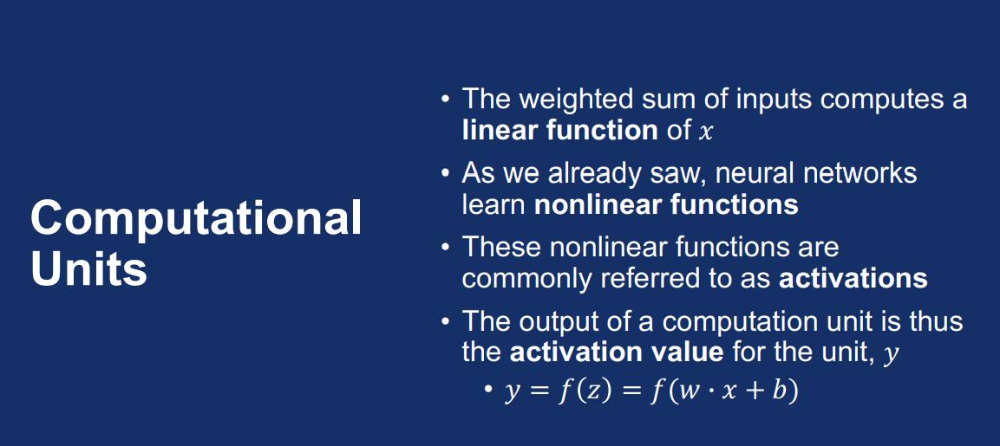 Computational
Units
• The weighted sum of inputs computes a
linear function of 𝑥
• As we already saw, neural networks
learn nonlinear functions
• These nonlinear functions are
commonly referred to as activations
• The output of a computation unit is thus
the activation value for the unit, 𝑦
• 𝑦 = 𝑓(𝑧) = 𝑓(𝑤 · 𝑥 + 𝑏)